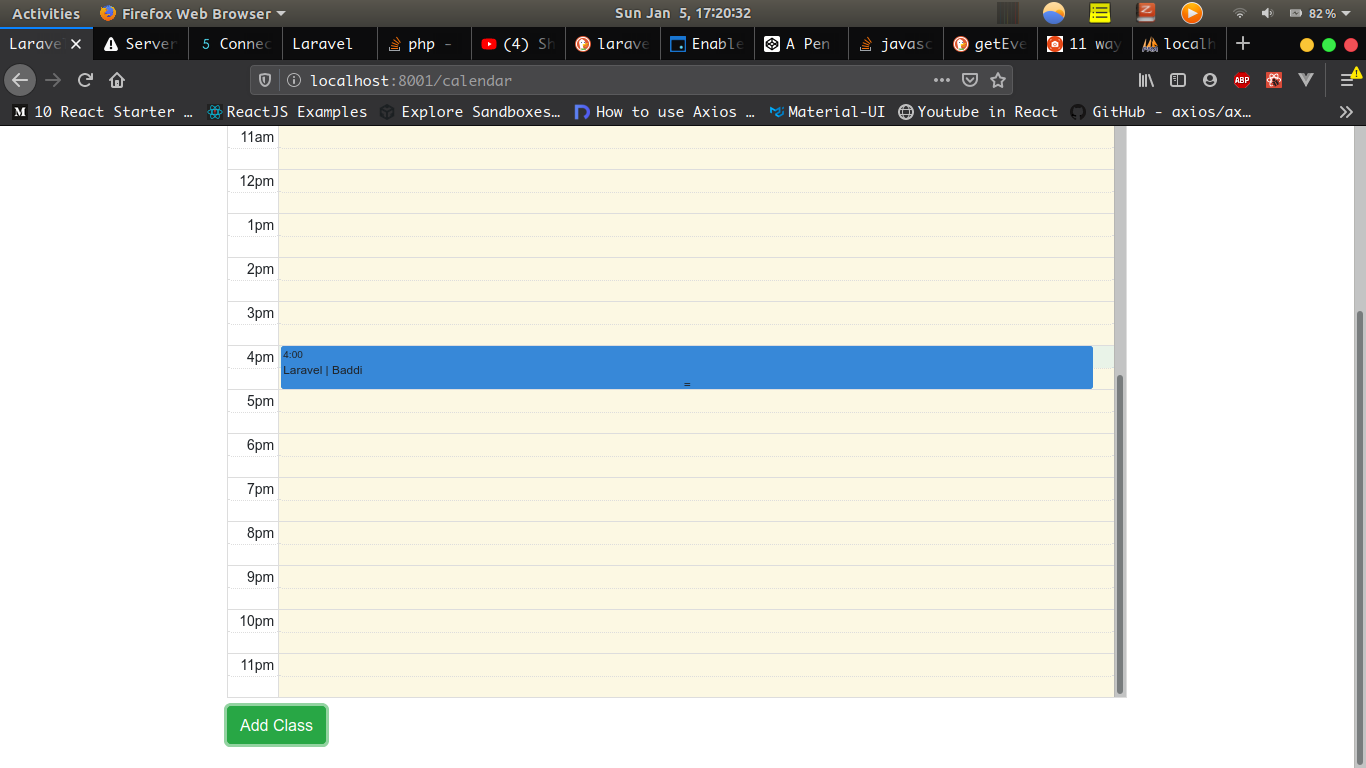 Activities Firefox Web Browser Sun Jan 5, 17:20:32 82%
Larave Server 5 Connec Laravel php - (4) Sh larave Enable A Pen javasc getEve 11 way localh
localhost:8001/calendar ABP
M 10 React Starter … ReactJS Examples Explore Sandboxes… How to use Axios … Material-UI Youtube in React GitHub - axios/ax…
11am
12pm
1pm
2pm
3pm
4pm
4:00
Laravel | Baddi
=
5pm
6pm
7pm
8pm
9pm
10pm
11pm
Add Class